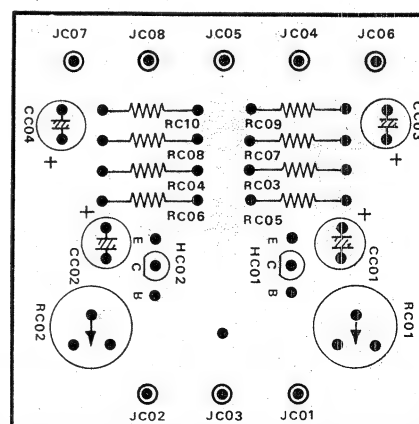 JC07 JC08 JC05 JC04 JC06
CC04 + RC10 RC09 CC03 +
RC08 RC07
RC04 RC03
RC06 RC05
+ CC02 E C B HC02 HC01 E C B + CC01
RC02 RC01
JC02 JC03 JC01